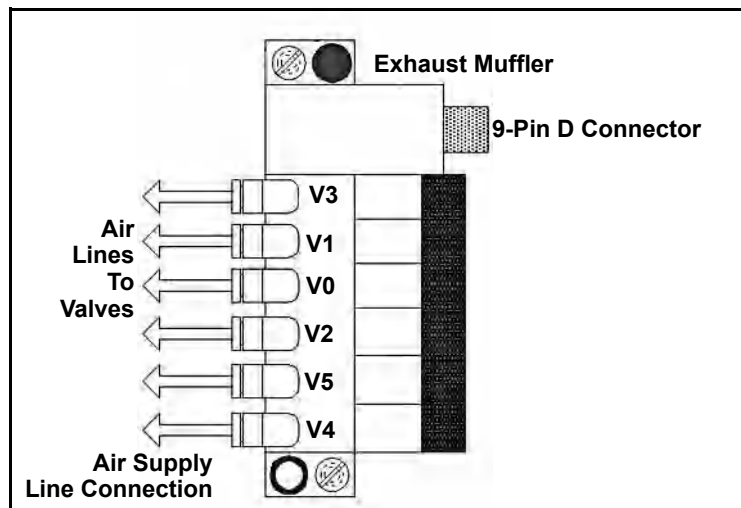 Exhaust Muffler
9-Pin D Connector
V3
Air
Lines
To
Valves
V1
V0
V2
V5
V4
Air Supply
Line Connection